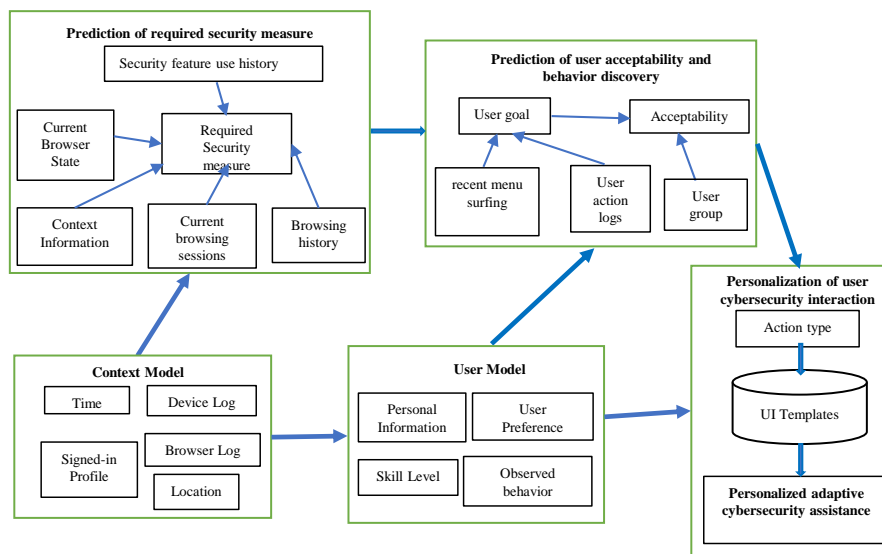 Prediction of required security measure
Security feature use history
Current
Browser
State
Required
Security
measure
Context
Information
Current
browsing
sessions
Browsing
history
Prediction of user acceptability and
behavior discovery
User goal
Acceptability
recent menu
surfing
User
action
logs
User
group
Context Model
Time
Device Log
Signed-in
Profile
Browser Log
Location
User Model
Personal
Information
User
Preference
Skill Level
Observed
behavior
Personalization of user
cybersecurity interaction
Action type
UI Templates
Personalized adaptive
cybersecurity assistance